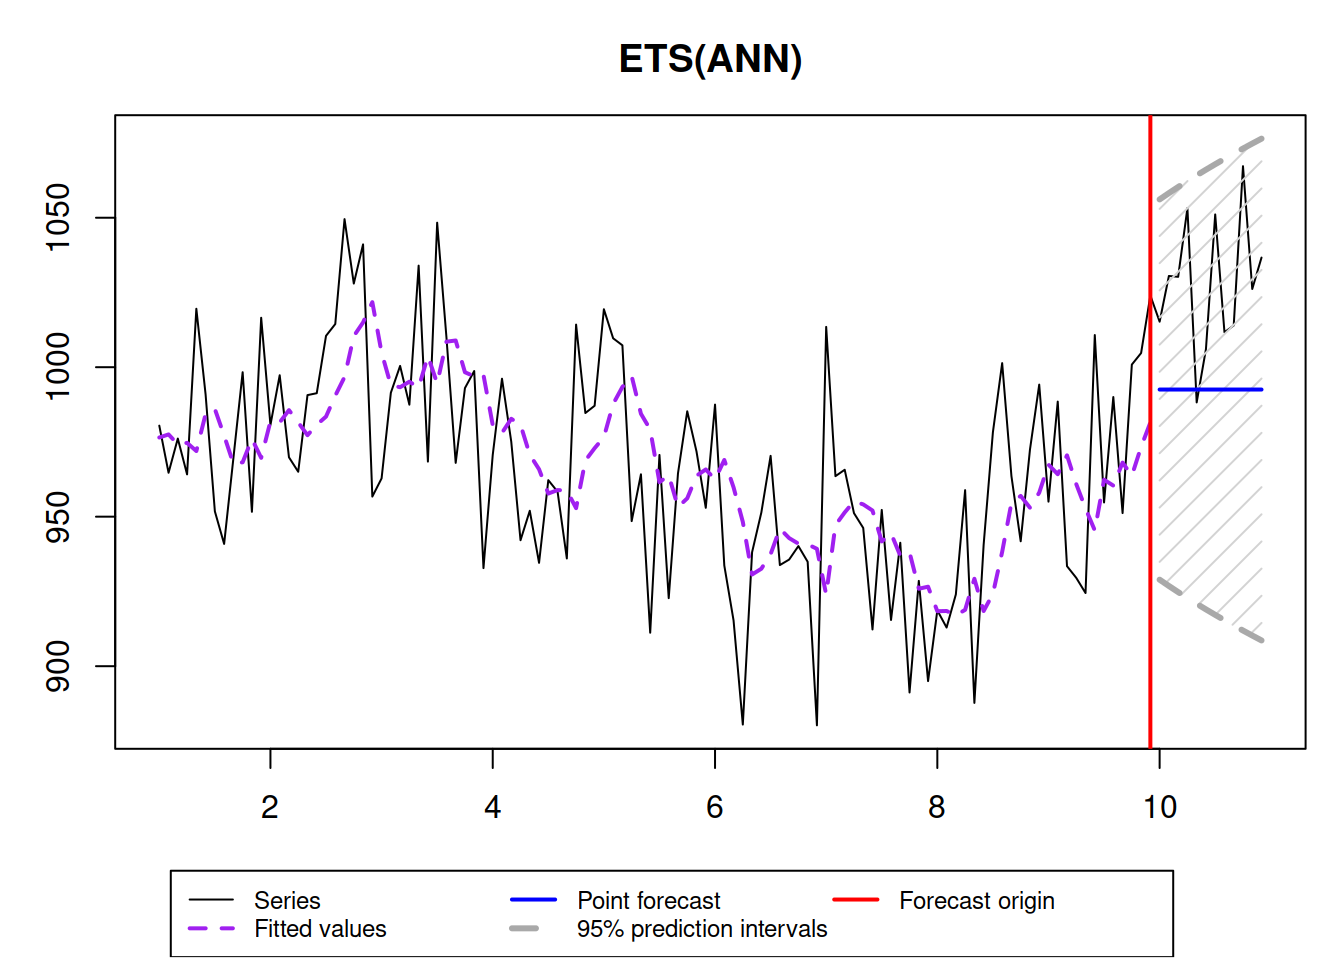 ETS(ANN)
1050
1000
950
900
2 4 6 8 10
Series Point forecast Forecast origin
Fitted values 95% prediction intervals